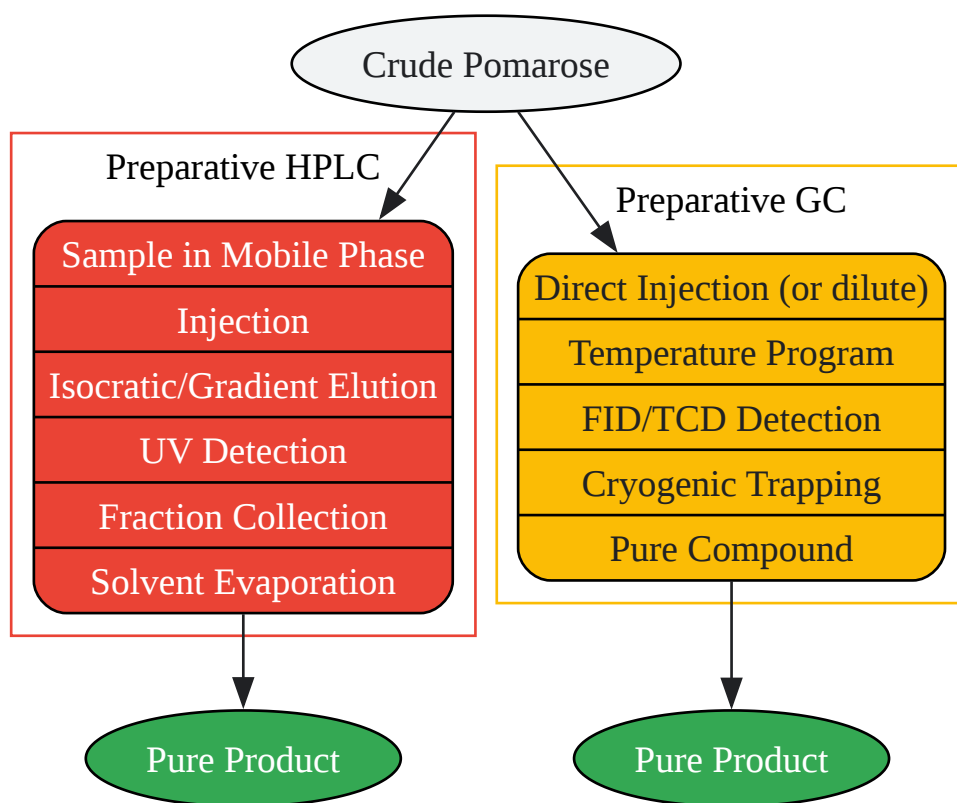 Crude Pomarose
Preparative HPLC
Sample in Mobile Phase
Injection
Isocratic/Gradient Elution
UV Detection
Fraction Collection
Solvent Evaporation
Pure Product
Preparative GC
Direct Injection (or dilute)
Temperature Program
FID/TCD Detection
Cryogenic Trapping
Pure Compound
Pure Product